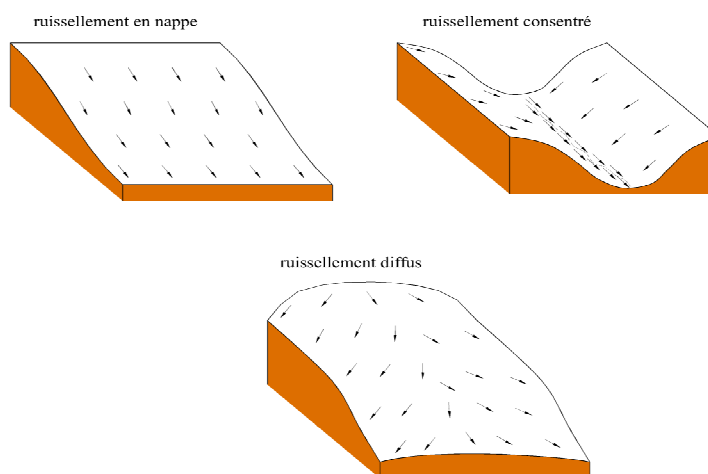 ruissellement en nappe
ruissellement consentré
ruissellement diffus